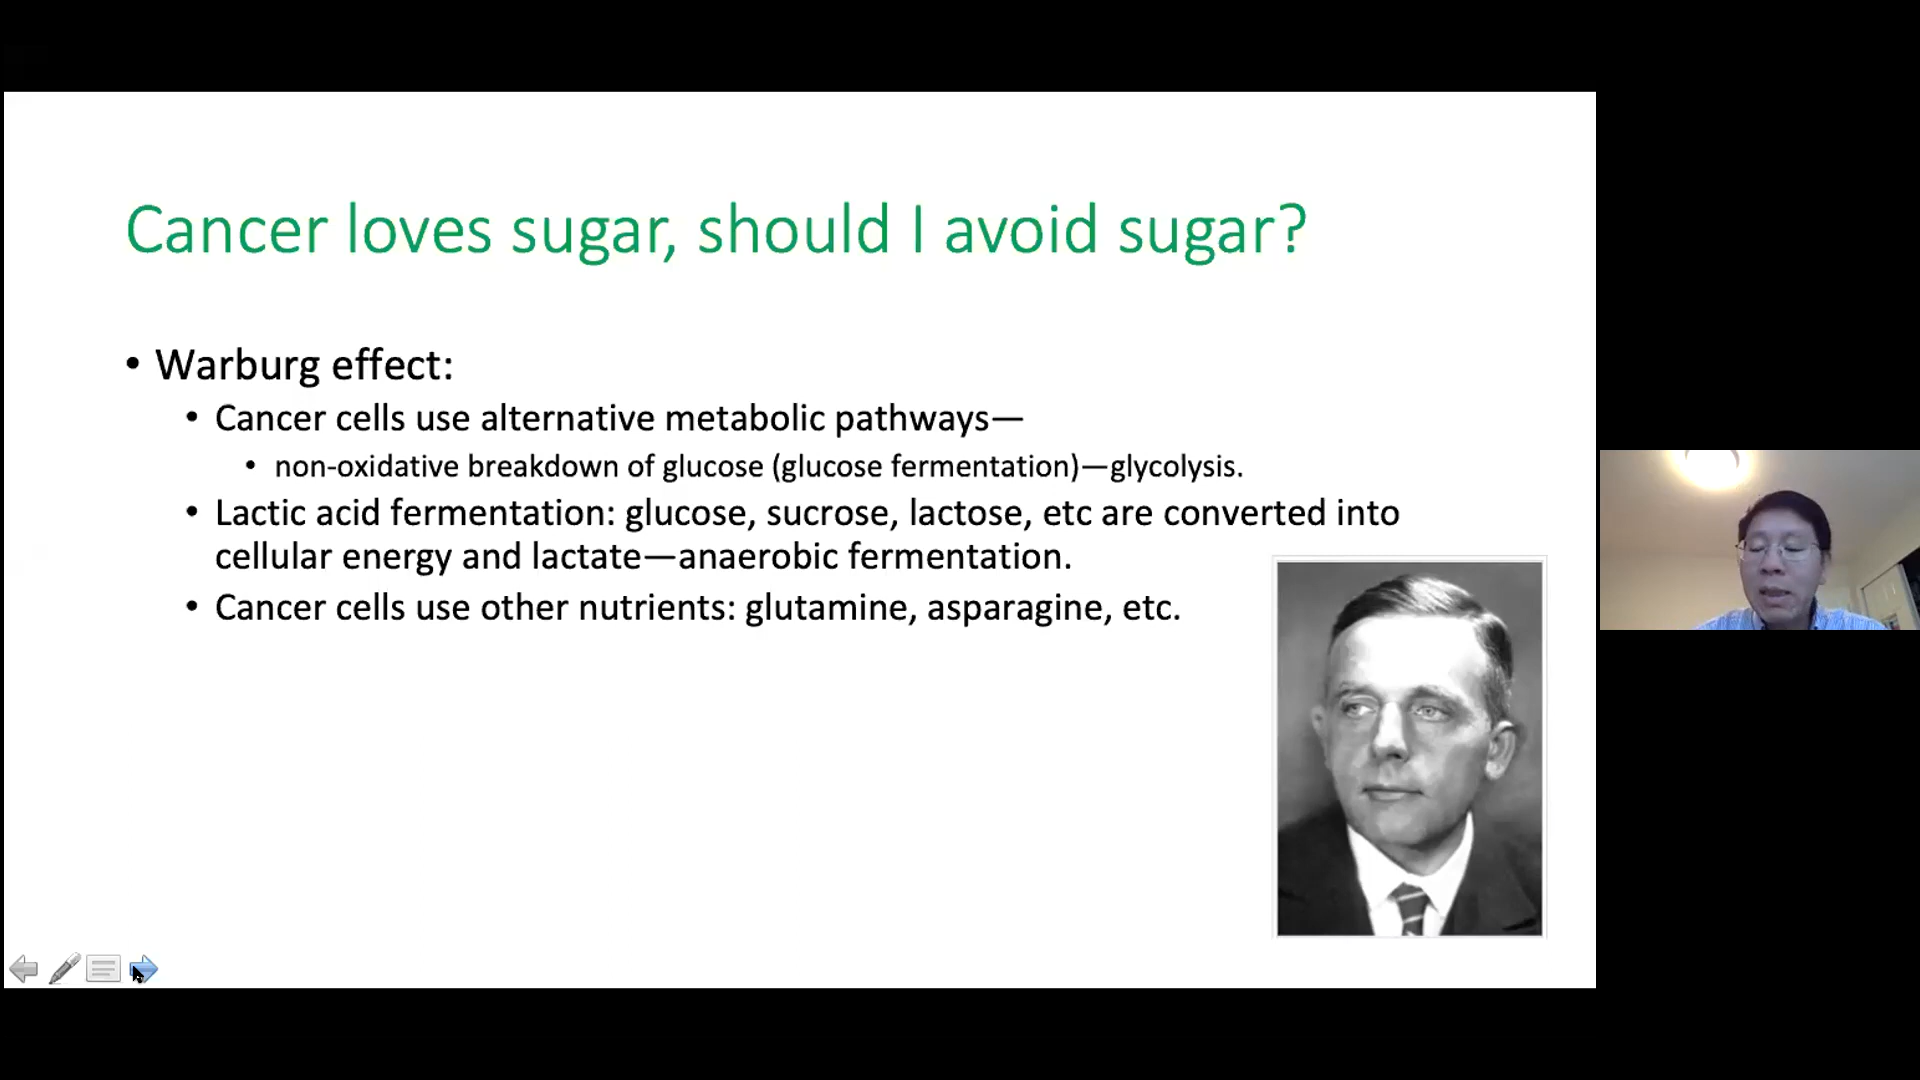 Cancer loves sugar, should I avoid sugar?
• Warburg effect:
• Cancer cells use alternative metabolic pathways—
• non-oxidative breakdown of glucose (glucose fermentation)—glycolysis.
• Lactic acid fermentation: glucose, sucrose, lactose, etc are converted into
cellular energy and lactate—anaerobic fermentation.
• Cancer cells use other nutrients: glutamine, asparagine, etc.